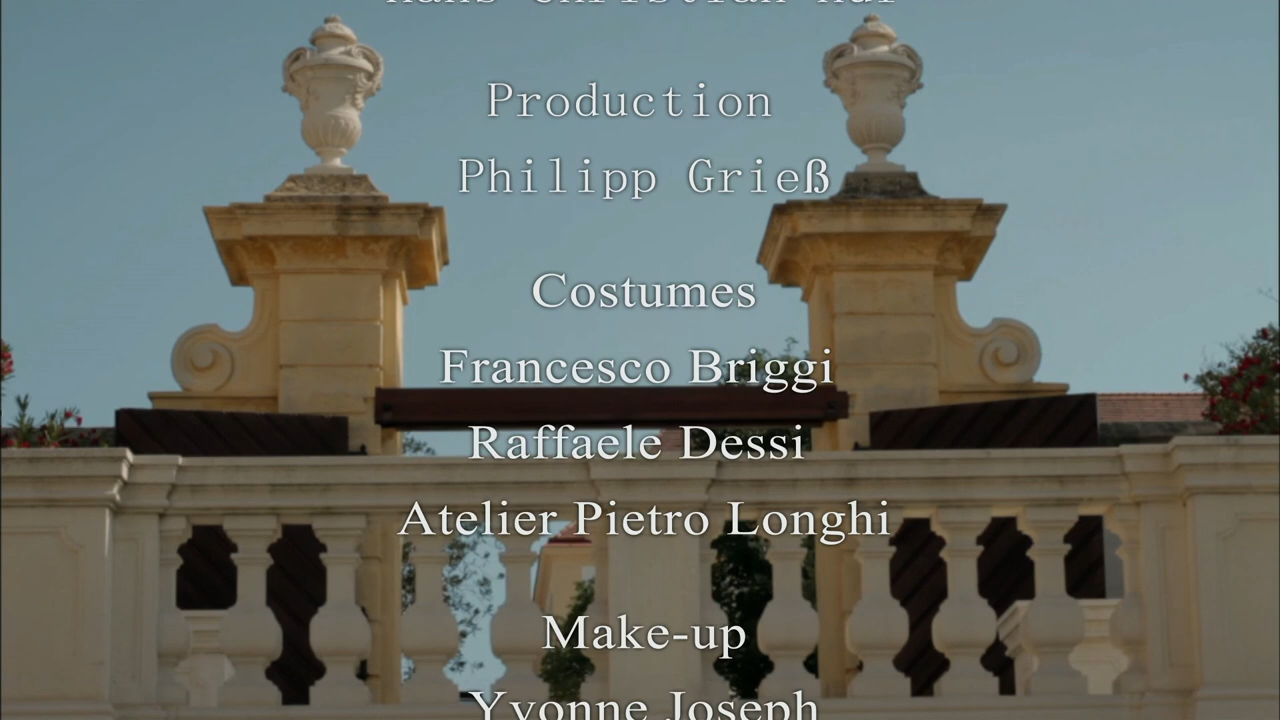 Production
Philipp Grieß
Costumes
Francesco Briggi
Raffaele Dessi
Atelier Pietro Longhi
Make-up
Yvonne Joseph